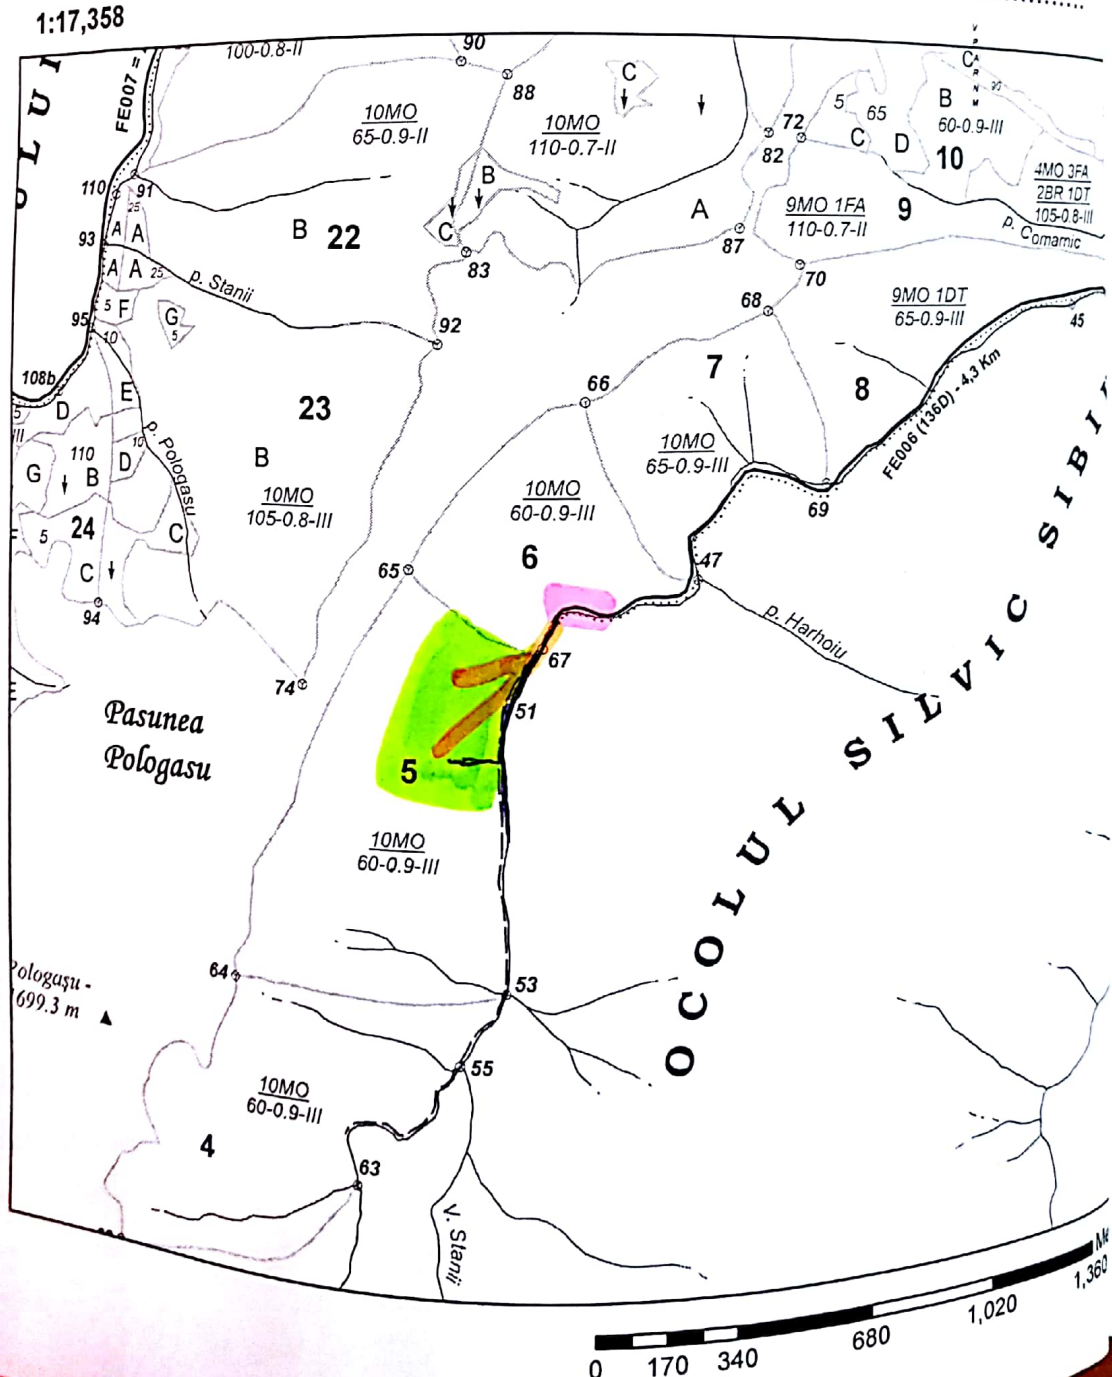 1:17,358
OLUL
FE007 =
100-0.8-II
90
88
C
10MO
65-0.9-II
10MO
110-0.7-II
82
72
5
65
C
D
C
B
60-0.9-III
10
4MO 3FA
2BR 1DT
105-0.8-III
110
91
25
A
A
93
A
A
25
B
22
B
C
83
A
87
9MO 1FA
110-0.7-II
9
p. Comarnic
70
p. Stanii
5
F
G
5
95
10
92
68
9MO 1DT
65-0.9-III
45
108b
D
E
5
III
23
66
7
8
FE006 (136D) - 4,3 Km
p. Pologasu
10
D
G
110
B
B
10MO
105-0.8-III
10MO
65-0.9-III
10MO
60-0.9-III
69
24
5
C
C
94
65
6
47
p. Harhoiu
67
74
51
Pasunea
Pologasu
5
10MO
60-0.9-III
OCOLUL SILVIC SIBI
64
53
Pologaşu -
1699.3 m
55
10MO
60-0.9-III
4
63
V. Stanii
0 170 340 680 1,020 1,360